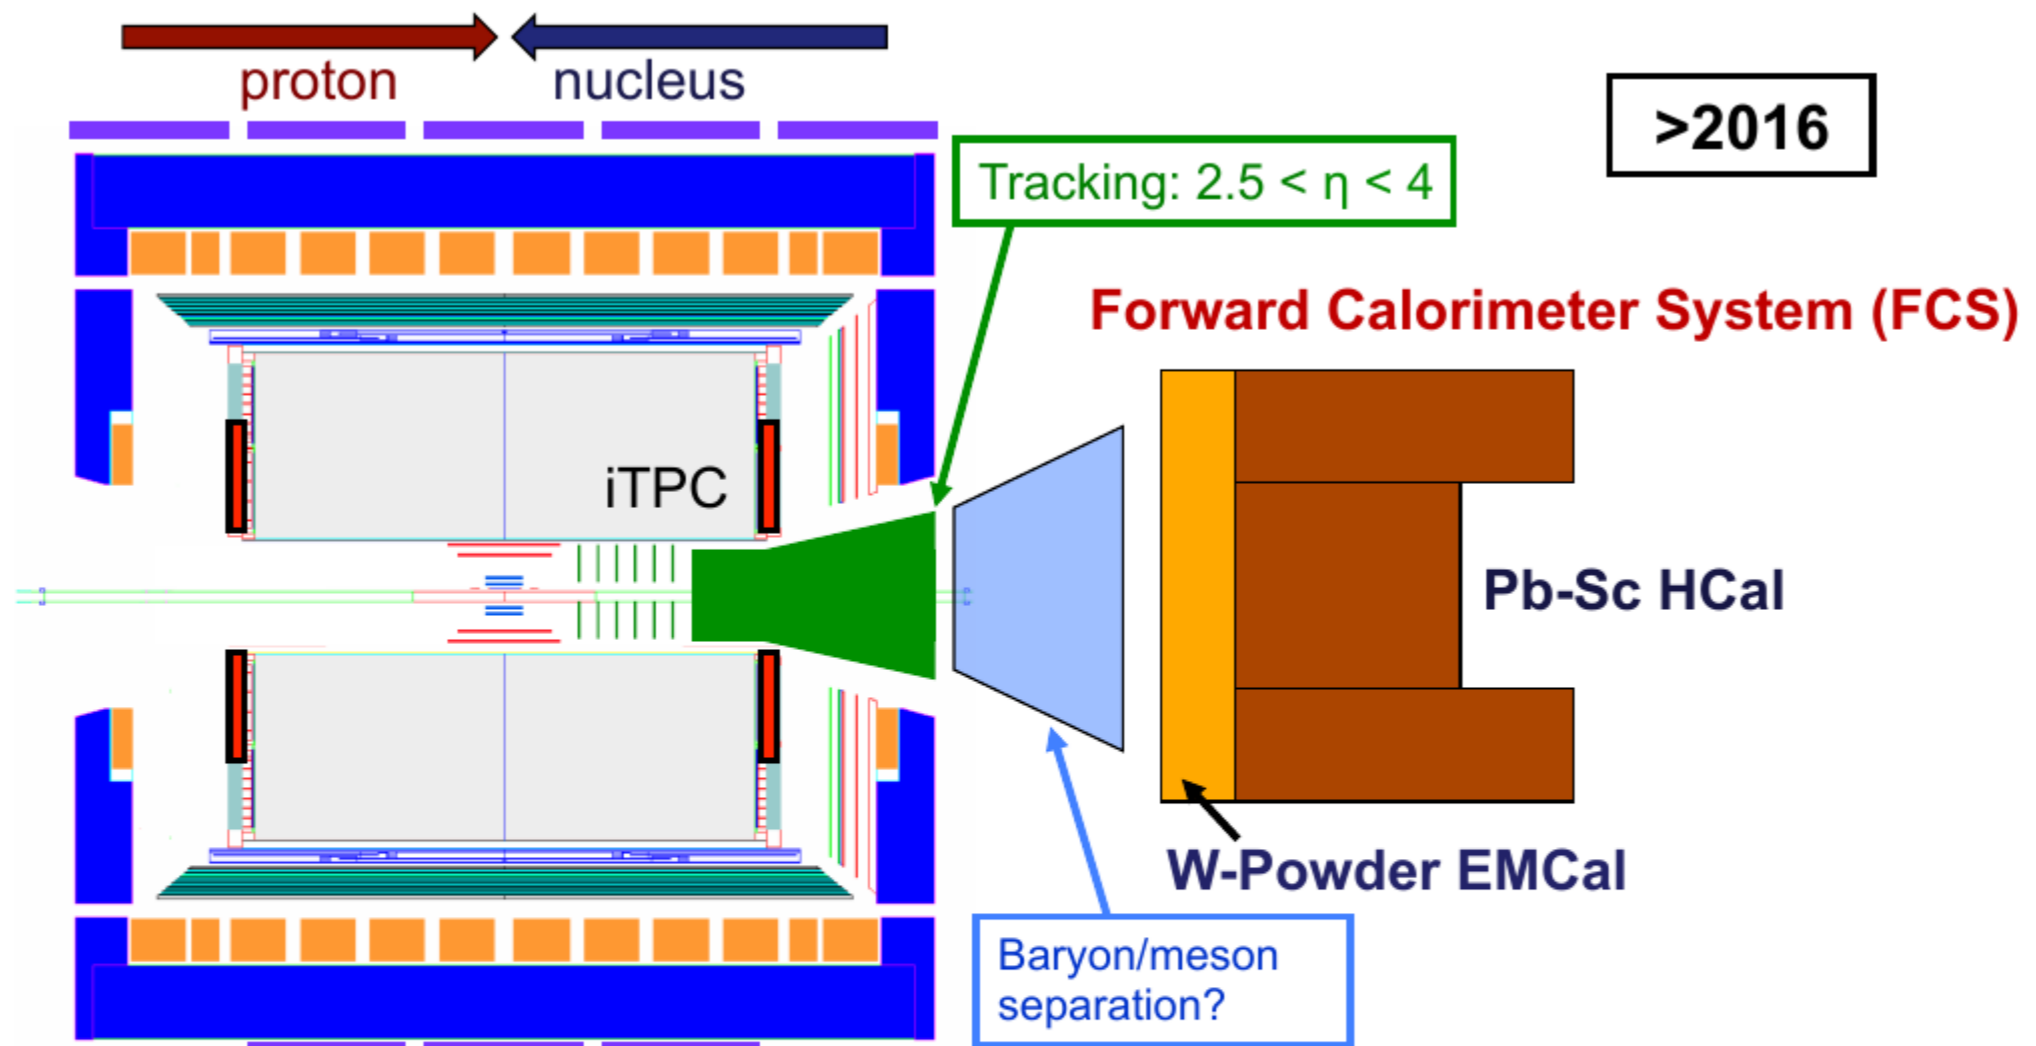 proton
nucleus
>2016
Tracking: 2.5 < η < 4
Forward Calorimeter System (FCS)
iTPC
Pb-Sc HCal
W-Powder EMCal
Baryon/meson
separation?